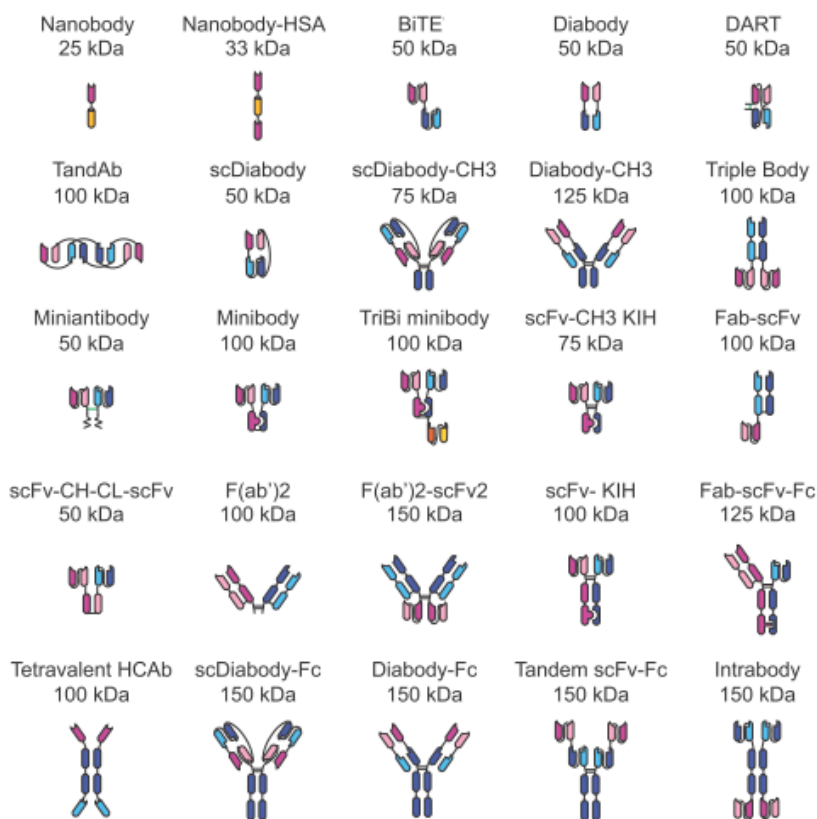 Nanobody
25 kDa
Nanobody-HSA
33 kDa
BiTE
50 kDa
Diabody
50 kDa
DART
50 kDa
TandAb
100 kDa
scDiabody
50 kDa
scDiabody-CH3
75 kDa
Diabody-CH3
125 kDa
Triple Body
100 kDa
Miniantibody
50 kDa
Minibody
100 kDa
TriBi minibody
100 kDa
scFv-CH3 KIH
75 kDa
Fab-scFv
100 kDa
scFv-CH-CL-scFv
50 kDa
F(ab')2
100 kDa
F(ab')2-scFv2
150 kDa
scFv- KIH
100 kDa
Fab-scFv-Fc
125 kDa
Tetravalent HCAb
100 kDa
scDiabody-Fc
150 kDa
Diabody-Fc
150 kDa
Tandem scFv-Fc
150 kDa
Intrabody
150 kDa